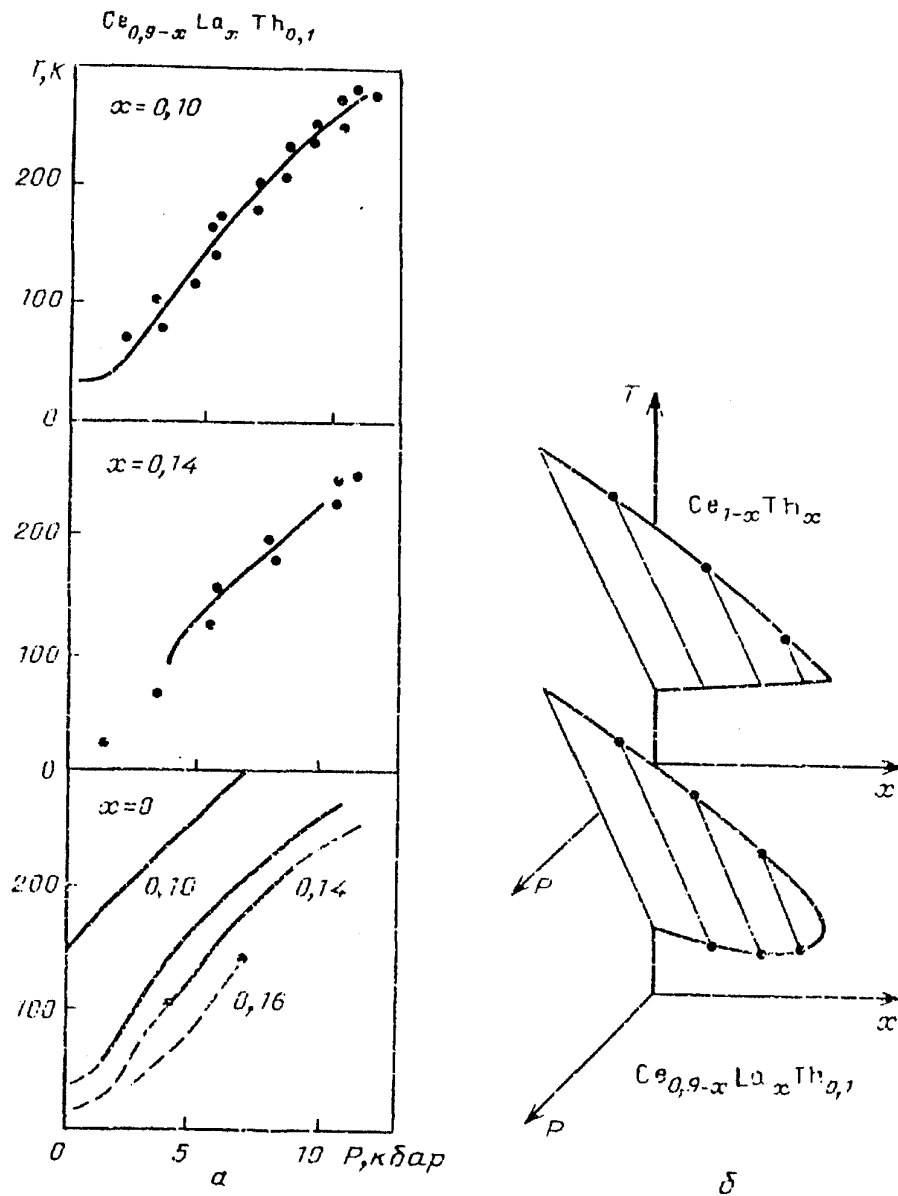 Ce0,9-x Lax Th0,1
T, K
x=0,10
200
100
0
x=0,14
200
100
0
x=0
0,10
0,14
200
0,16
100
0
5
10
P, кбар
а
T
Ce1-x Thx
x
P
x
Ce0,9-x Lax Th0,1
P
б